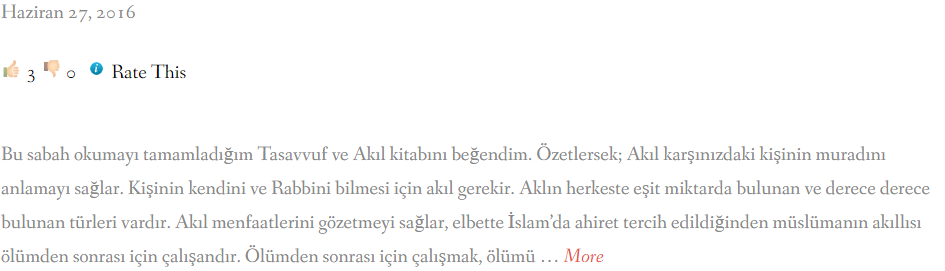 Haziran 27, 2016
3 0 Rate This
Bu sabah okumayı tamamladığım Tasavvuf ve Akıl kitabını beğendim. Özetlersek; Akıl karşınızdaki kişinin muradını
anlamayı sağlar. Kişinin kendini ve Rabbini bilmesi için akıl gerekir. Aklın herkeste eşit miktarda bulunan ve derece derece
bulunan türleri vardır. Akıl menfaatlerini gözetmeyi sağlar, elbette İslam’da ahiret tercih edildiğinden müslümanın akıllısı
ölümden sonrası için çalışandır. Ölümden sonrası için çalışmak, ölümü … More